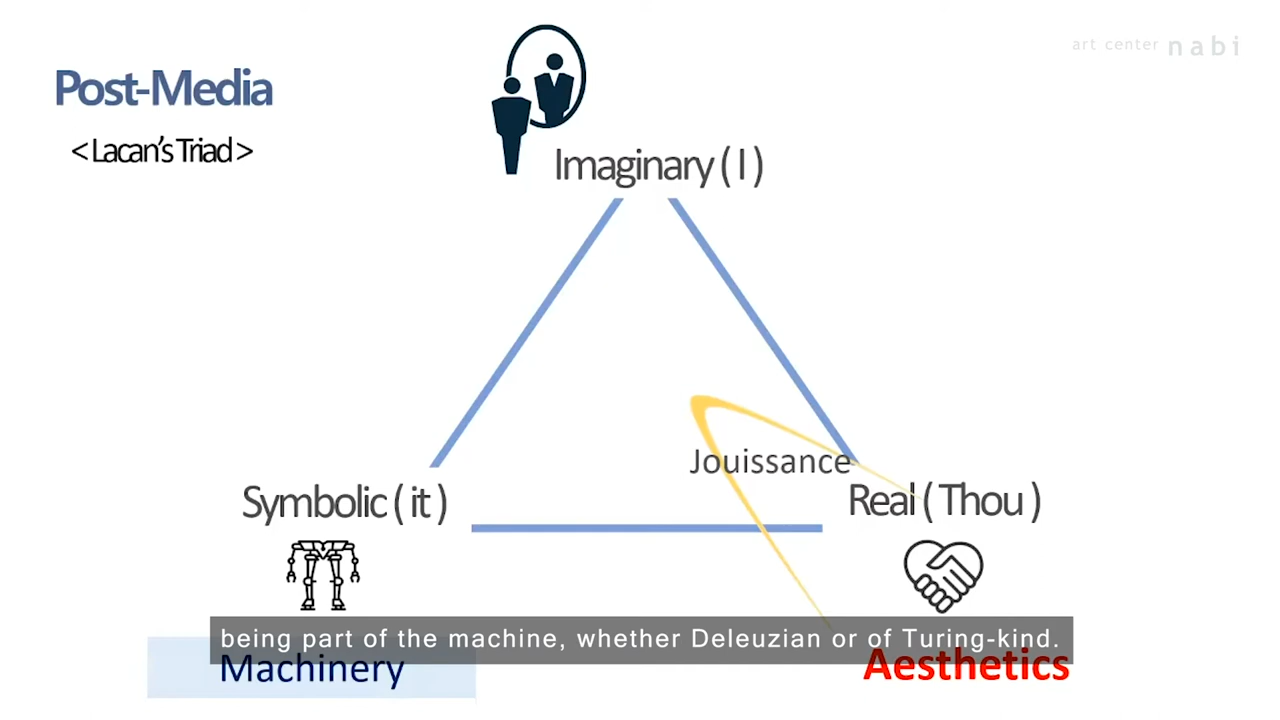 art center nabi
Post-Media
< Lacan's Triad >
Imaginary ( I )
Jouissance
Symbolic ( it )
Real ( Thou )
being part of the machine, whether Deleuzian or of Turing-kind.
Machinery
Aesthetics